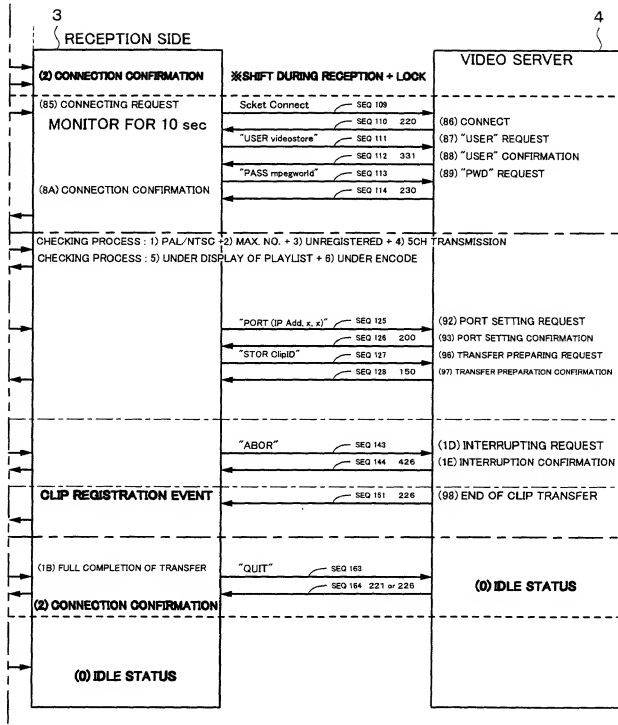 3
4
RECEPTION SIDE
VIDEO SERVER
(2) CONNECTION CONFIRMATION
※SHIFT DURING RECEPTION + LOCK
(85) CONNECTING REQUEST
Scket Connect
SEQ 109
MONITOR FOR 10 sec
SEQ 110 220
(86) CONNECT
"USER videostore"
SEQ 111
(87) "USER" REQUEST
SEQ 112 331
(88) "USER" CONFIRMATION
"PASS mpegworld"
SEQ 113
(89) "PWD" REQUEST
(8A) CONNECTION CONFIRMATION
SEQ 114 230
CHECKING PROCESS : 1) PAL/NTSC +2) MAX. NO. + 3) UNREGISTERED + 4) 5CH TRANSMISSION
CHECKING PROCESS : 5) UNDER DISPLAY OF PLAYLIST + 6) UNDER ENCODE
"PORT (IP Add, x, x)"
SEQ 125
(92) PORT SETTING REQUEST
SEQ 126 200
(93) PORT SETTING CONFIRMATION
"STOR ClipID"
SEQ 127
(96) TRANSFER PREPARING REQUEST
SEQ 128 150
(97) TRANSFER PREPARATION CONFIRMATION
"ABOR"
SEQ 143
(1D) INTERRUPTING REQUEST
SEQ 144 426
(1E) INTERRUPTION CONFIRMATION
CLIP REGISTRATION EVENT
SEQ 151 226
(98) END OF CLIP TRANSFER
(1B) FULL COMPLETION OF TRANSFER
"QUIT"
SEQ 163
SEQ 164 221 or 226
(0) IDLE STATUS
(2) CONNECTION CONFIRMATION
(0) IDLE STATUS